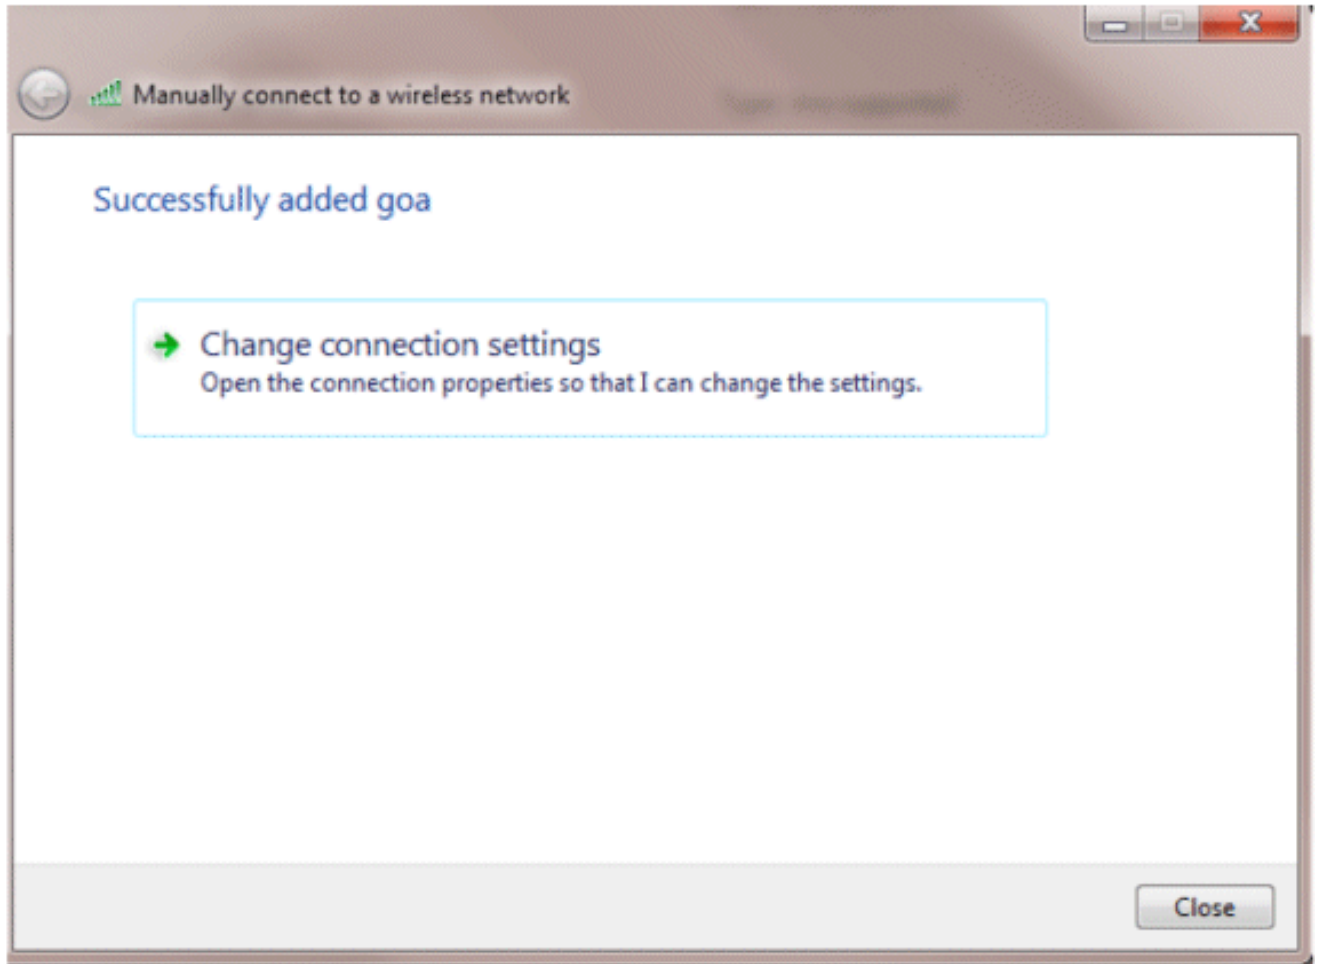 Manually connect to a wireless network
Successfully added goa
Change connection settings
Open the connection properties so that I can change the settings.
Close